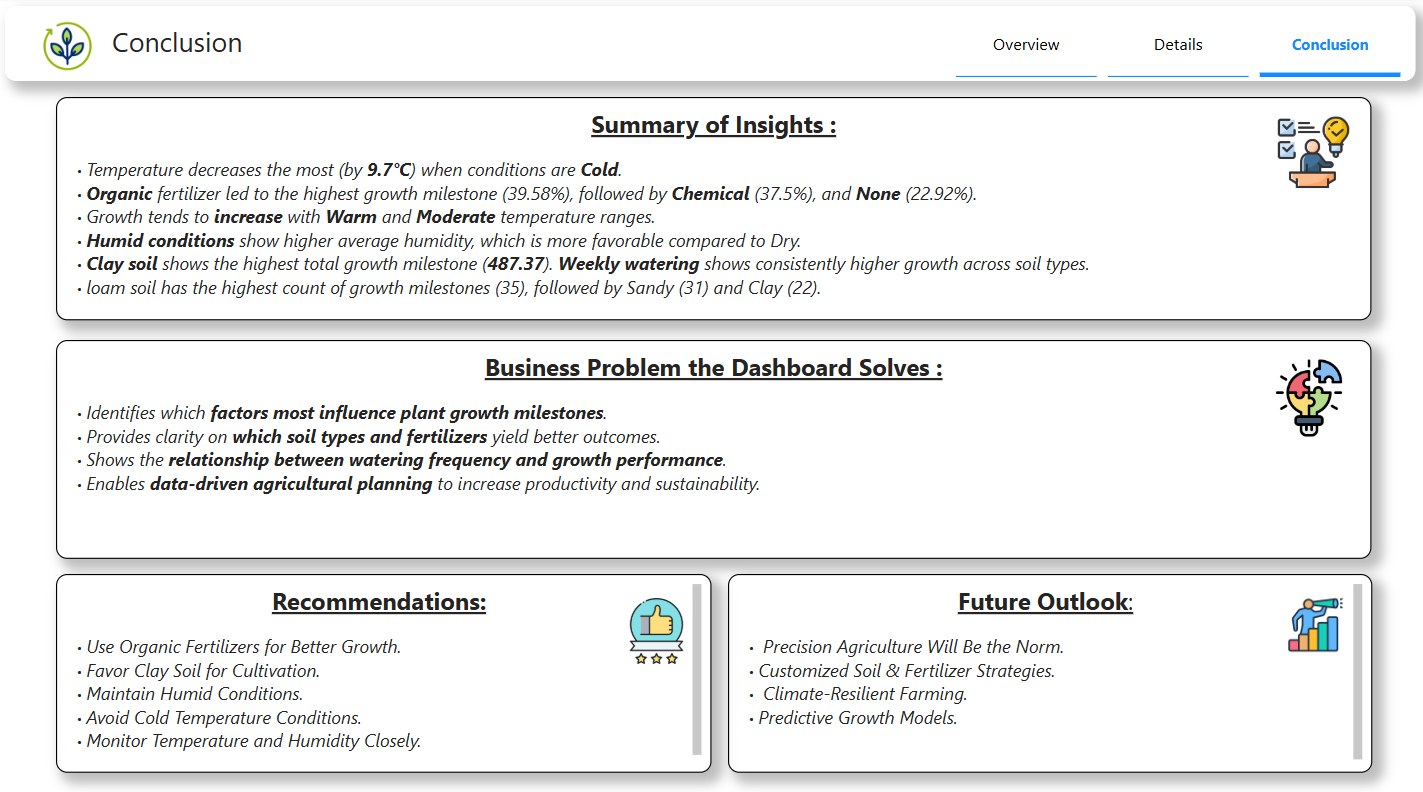 Conclusion
Overview
Details
Conclusion
Summary of Insights :
• Temperature decreases the most (by 9.7°C) when conditions are Cold.
• Organic fertilizer led to the highest growth milestone (39.58%), followed by Chemical (37.5%), and None (22.92%).
• Growth tends to increase with Warm and Moderate temperature ranges.
• Humid conditions show higher average humidity, which is more favorable compared to Dry.
• Clay soil shows the highest total growth milestone (487.37). Weekly watering shows consistently higher growth across soil types.
• loam soil has the highest count of growth milestones (35), followed by Sandy (31) and Clay (22).
Business Problem the Dashboard Solves :
• Identifies which factors most influence plant growth milestones.
• Provides clarity on which soil types and fertilizers yield better outcomes.
• Shows the relationship between watering frequency and growth performance.
• Enables data-driven agricultural planning to increase productivity and sustainability.
Recommendations:
• Use Organic Fertilizers for Better Growth.
• Favor Clay Soil for Cultivation.
• Maintain Humid Conditions.
• Avoid Cold Temperature Conditions.
• Monitor Temperature and Humidity Closely.
Future Outlook:
• Precision Agriculture Will Be the Norm.
• Customized Soil & Fertilizer Strategies.
• Climate-Resilient Farming.
• Predictive Growth Models.